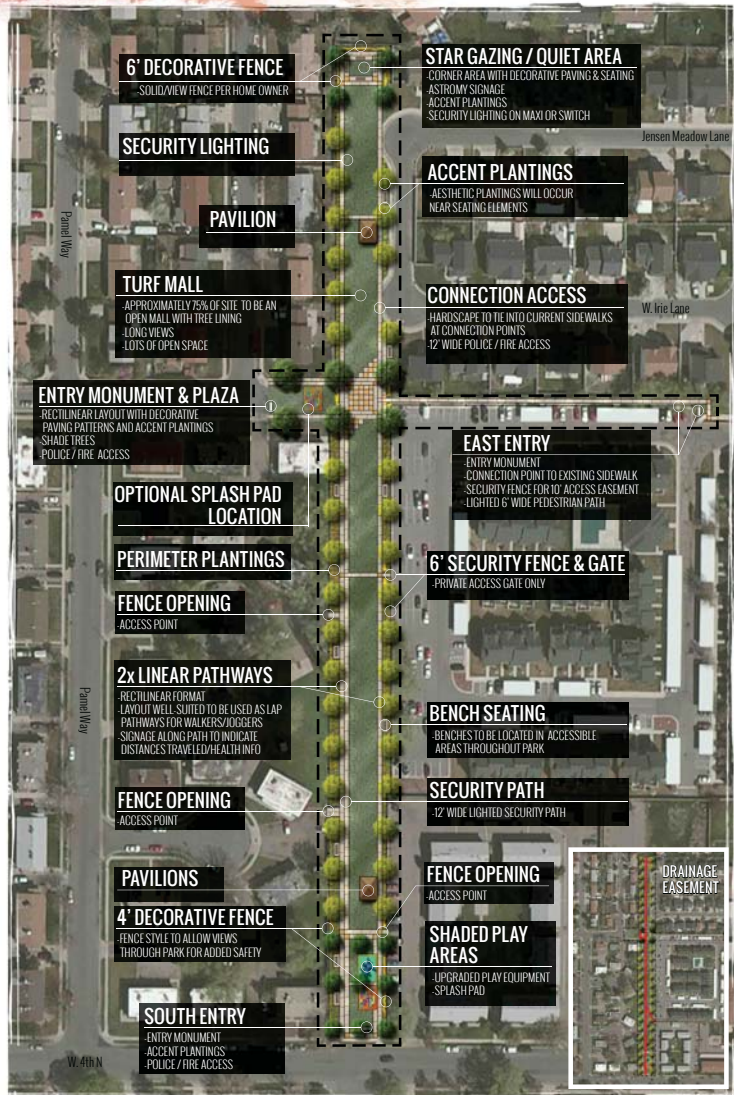 6' DECORATIVE FENCE
-SOLID/VIEW FENCE PER HOME OWNER
STAR GAZING / QUIET AREA
-CORNER AREA WITH DECORATIVE PAVING & SEATING
-ASTROMY SIGNAGE
-ACCENT PLANTINGS
-SECURITY LIGHTING ON MAXI OR SWITCH
Jensen Meadow Lane
SECURITY LIGHTING
ACCENT PLANTINGS
-AESTHETIC PLANTINGS WILL OCCUR
NEAR SEATING ELEMENTS
PAVILION
Pamel Way
TURF MALL
-APPROXIMATELY 75% OF SITE TO BE AN
OPEN MALL WITH TREE LINING
-LONG VIEWS
-LOTS OF OPEN SPACE
CONNECTION ACCESS
-HARDSCAPE TO TIE INTO CURRENT SIDEWALKS
AT CONNECTION POINTS
-12' WIDE POLICE / FIRE ACCESS
W. Irie Lane
ENTRY MONUMENT & PLAZA
-RECTILINEAR LAYOUT WITH DECORATIVE
PAVING PATTERNS AND ACCENT PLANTINGS
-SHADE TREES
-POLICE / FIRE ACCESS
EAST ENTRY
-ENTRY MONUMENT
-CONNECTION POINT TO EXISTING SIDEWALK
-SECURITY FENCE FOR 10' ACCESS EASEMENT
-LIGHTED 6' WIDE PEDESTRIAN PATH
OPTIONAL SPLASH PAD
LOCATION
PERIMETER PLANTINGS
6' SECURITY FENCE & GATE
-PRIVATE ACCESS GATE ONLY
FENCE OPENING
-ACCESS POINT
2x LINEAR PATHWAYS
-RECTILINEAR FORMAT
-LAYOUT WELL-SUITED TO BE USED AS LAP
PATHWAYS FOR WALKERS/JOGGERS
-SIGNAGE ALONG PATH TO INDICATE
DISTANCES TRAVELED/HEALTH INFO
Pamel Way
BENCH SEATING
-BENCHES TO BE LOCATED IN ACCESSIBLE
AREAS THROUGHOUT PARK
FENCE OPENING
-ACCESS POINT
SECURITY PATH
-12' WIDE LIGHTED SECURITY PATH
PAVILIONS
FENCE OPENING
-ACCESS POINT
DRAINAGE
EASEMENT
4' DECORATIVE FENCE
-FENCE STYLE TO ALLOW VIEWS
THROUGH PARK FOR ADDED SAFETY
SHADED PLAY
AREAS
-UPGRADED PLAY EQUIPMENT
-SPLASH PAD
SOUTH ENTRY
-ENTRY MONUMENT
-ACCENT PLANTINGS
-POLICE / FIRE ACCESS
W. 4th N